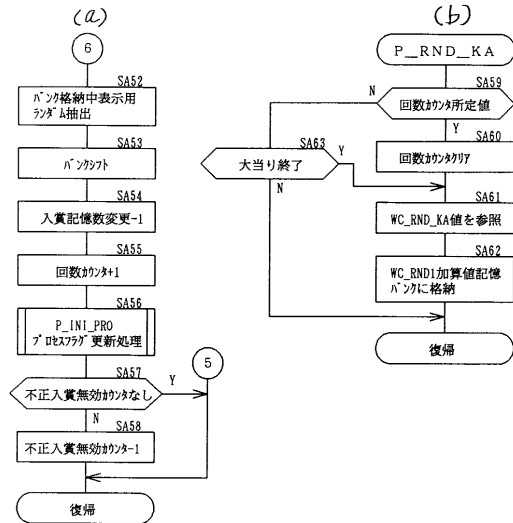 (a)
6
SA52
バンク格納中表示用
ランダム抽出
SA53
バンクシフト
SA54
入賞記憶数変更-1
SA55
回数カウンタ+1
SA56
P_INI_PRO
プロセスフラグ更新処理
SA57
不正入賞無効カウンタなし
Y
N
5
SA58
不正入賞無効カウンタ-1
復帰
(b)
P__RND__KA
SA59
N
回数カウンタ所定値
Y
SA60
回数カウンタクリア
SA63
大当り終了
Y
N
SA61
WC_RND_KA値を参照
SA62
WC_RND1加算値記憶
バンクに格納
復帰